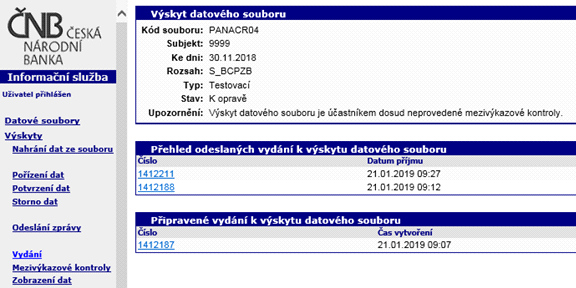 ČNB ČESKÁ
NÁRODNÍ
BANKA
Informační služba
Uživatel přihlášen
Datové soubory
Výskyty
Nahrání dat ze souboru
Pořízení dat
Potvrzení dat
Storno dat
Odeslání zprávy
Vydání
Mezivýkazové kontroly
Zobrazení dat
Výskyt datového souboru
Kód souboru: PANACR04
Subjekt: 9999
Ke dni: 30.11.2018
Rozsah: S_BCPZB
Typ: Testovací
Stav: K opravě
Upozornění: Výskyt datového souboru je účastníkem dosud neprovedené mezivýkazové kontroly.
Přehled odeslaných vydání k výskytu datového souboru
Číslo Datum příjmu
1412211 21.01.2019 09:27
1412188 21.01.2019 09:12
Připravené vydání k výskytu datového souboru
Číslo Čas vytvoření
1412187 21.01.2019 09:07